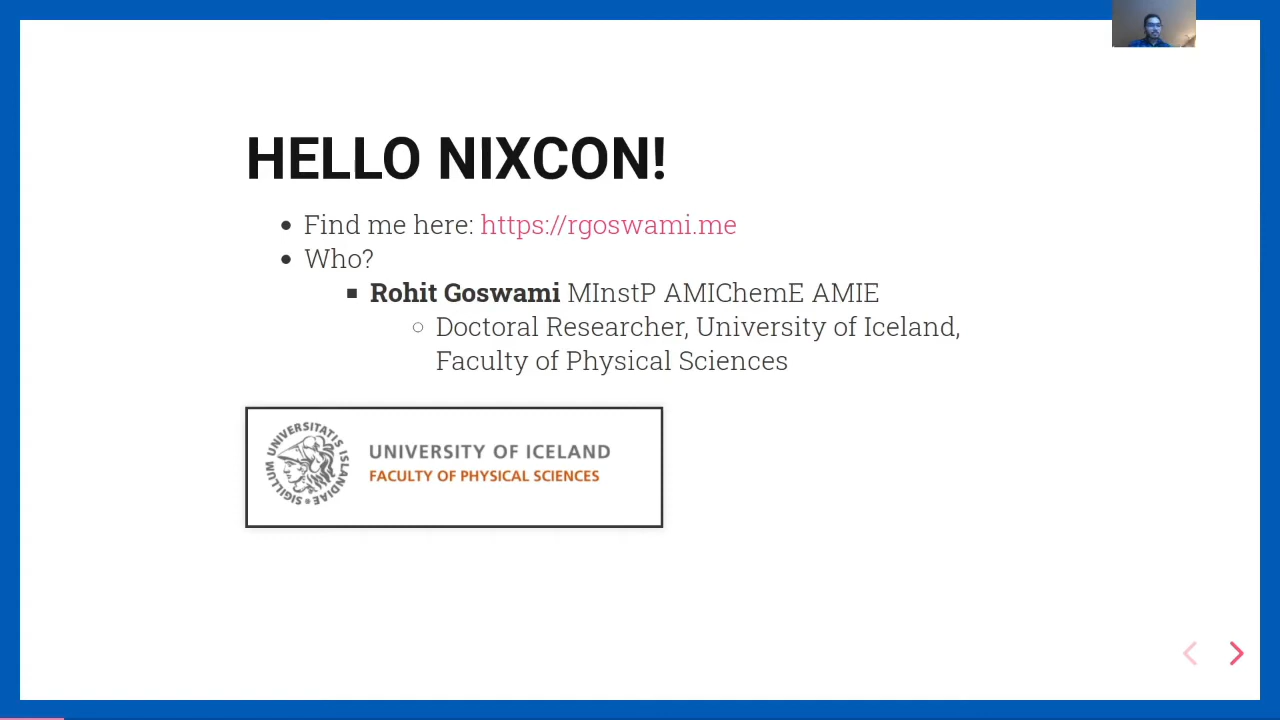 HELLO NIXCON!
Find me here: https://rgoswami.me
Who?
Rohit Goswami MInstP AMIChemE AMIE
Doctoral Researcher, University of Iceland,
Faculty of Physical Sciences
SIGILLUM UNIVERSITATIS ISLANDIAE
UNIVERSITY OF ICELAND
FACULTY OF PHYSICAL SCIENCES